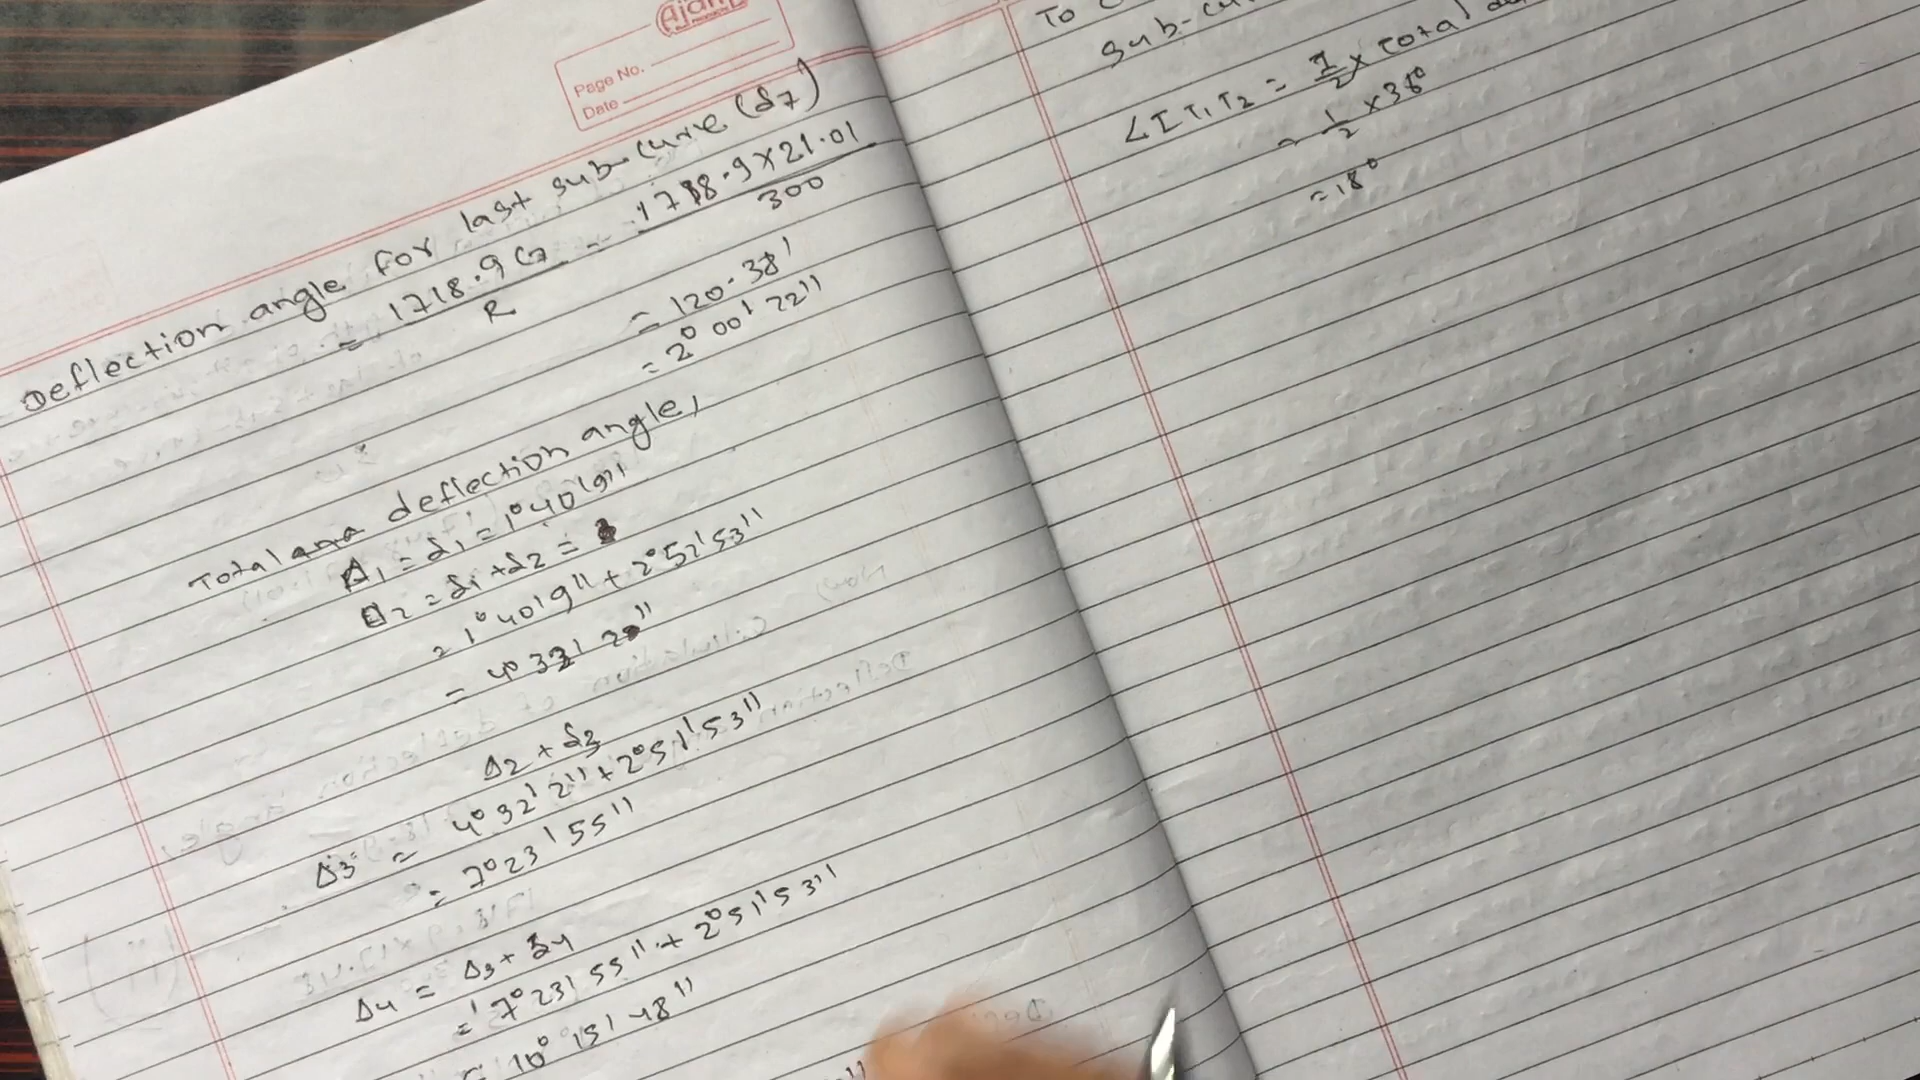 Ajan
Page No.
Date
Deflection angle for last sub-curve (δ7)
= 1718.9 C7 / R = 1718.9×21.01 / 300
= 120.38'
= 2° 00' 22''
Total deflection angle,
Δ1 = δ1 = 1° 40' 9''
Δ2 = δ1 + δ2 =
= 1° 40' 9'' + 2° 52' 53''
= 4° 32' 2''
Δ3 = Δ2 + δ3
= 4° 32' 2'' + 2° 51' 53''
= 7° 23' 55''
Δ4 = Δ3 + δ4
= 7° 23' 55'' + 2° 51' 53''
= 10° 15' 48''
To
sub-cu
∠IT1T2 = 1/2 × Total de
= 1/2 × 36°
= 18°